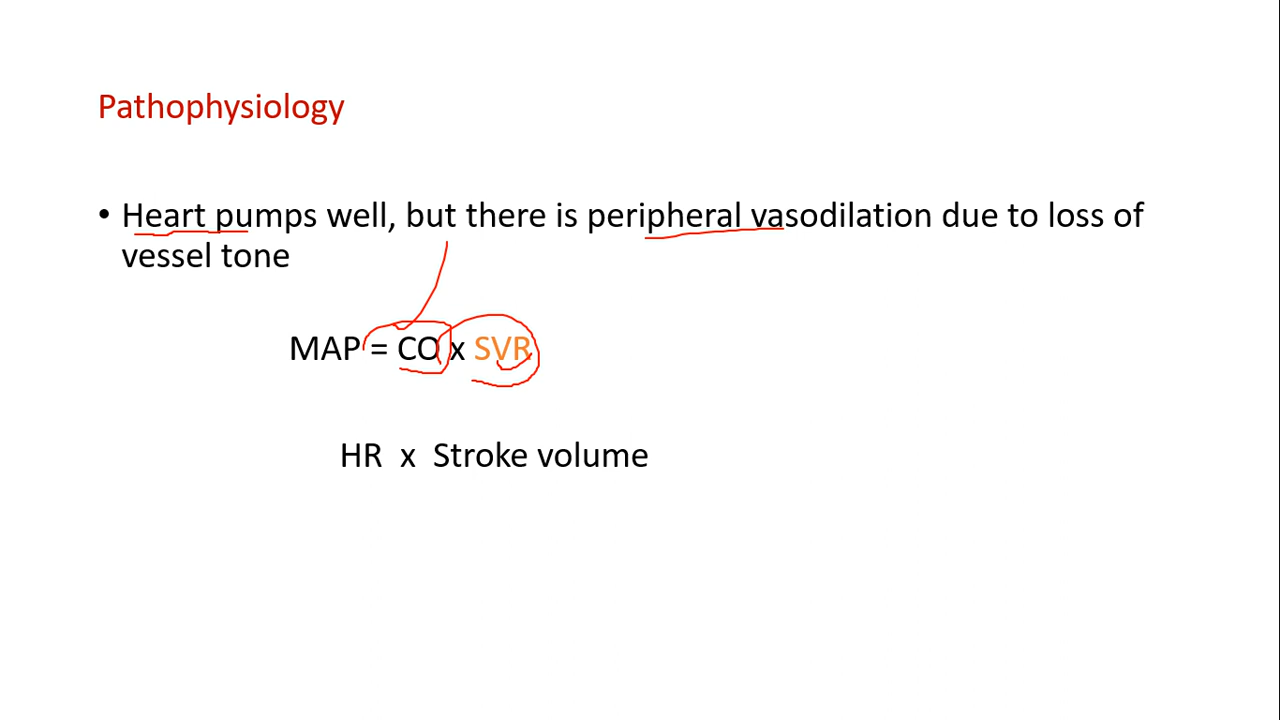 Pathophysiology
• Heart pumps well, but there is peripheral vasodilation due to loss of
vessel tone
MAP = CO x SVR
HR x Stroke volume